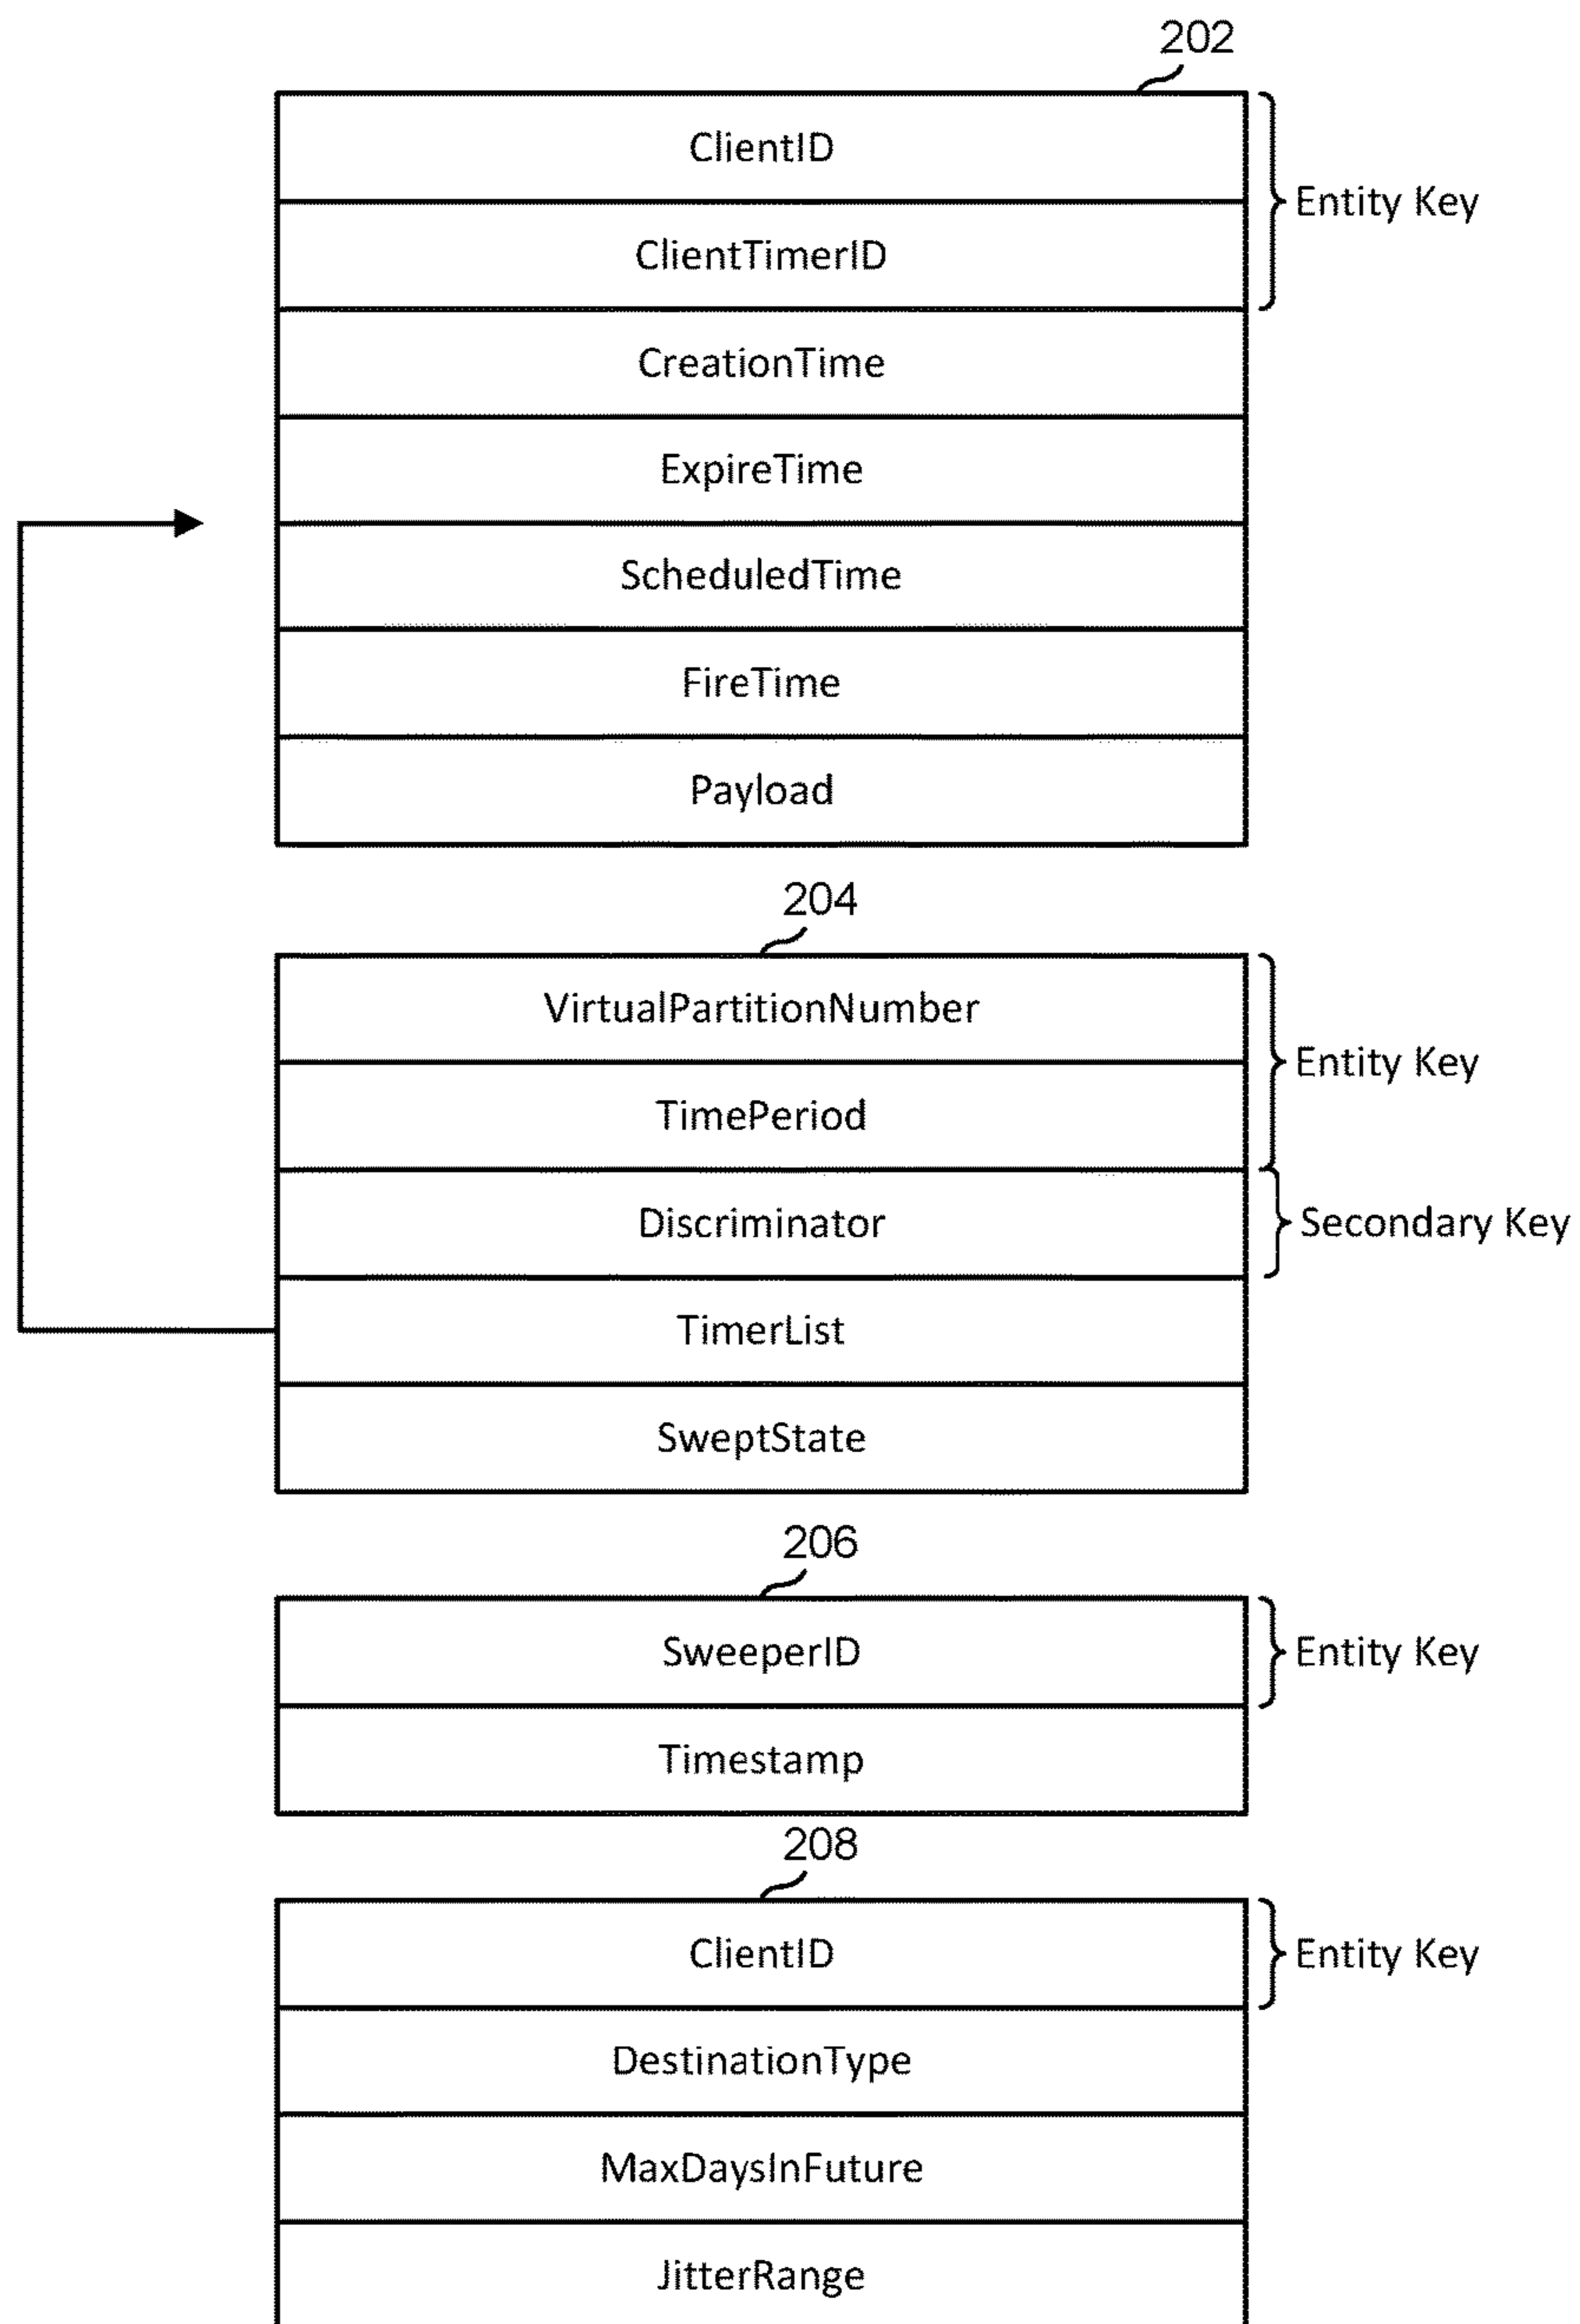 202
ClientID
Entity Key
ClientTimerID
CreationTime
ExpireTime
ScheduledTime
FireTime
Payload
204
VirtualPartitionNumber
Entity Key
TimePeriod
Discriminator
Secondary Key
TimerList
SweptState
206
SweeperID
Entity Key
Timestamp
208
ClientID
Entity Key
DestinationType
MaxDaysInFuture
JitterRange